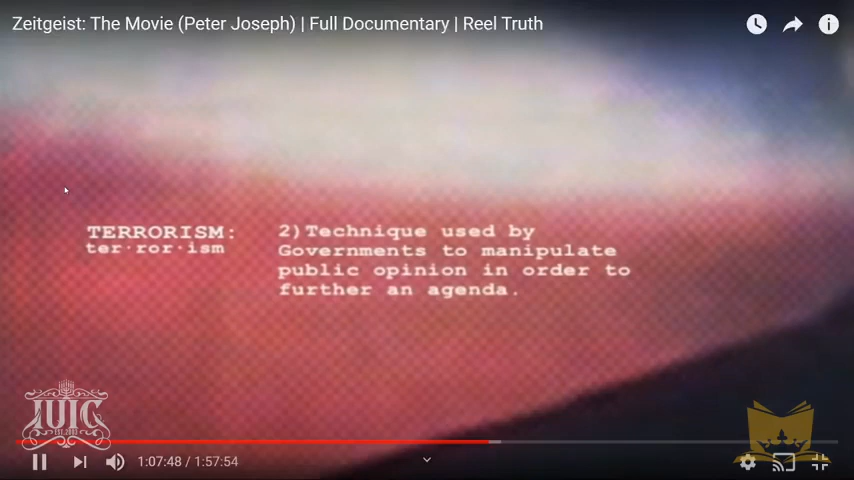 Zeitgeist: The Movie (Peter Joseph) | Full Documentary | Reel Truth
TERRORISM:
ter·ror·ism
2) Technique used by
Governments to manipulate
public opinion in order to
further an agenda.
IUIC
1:07:48 / 1:57:54